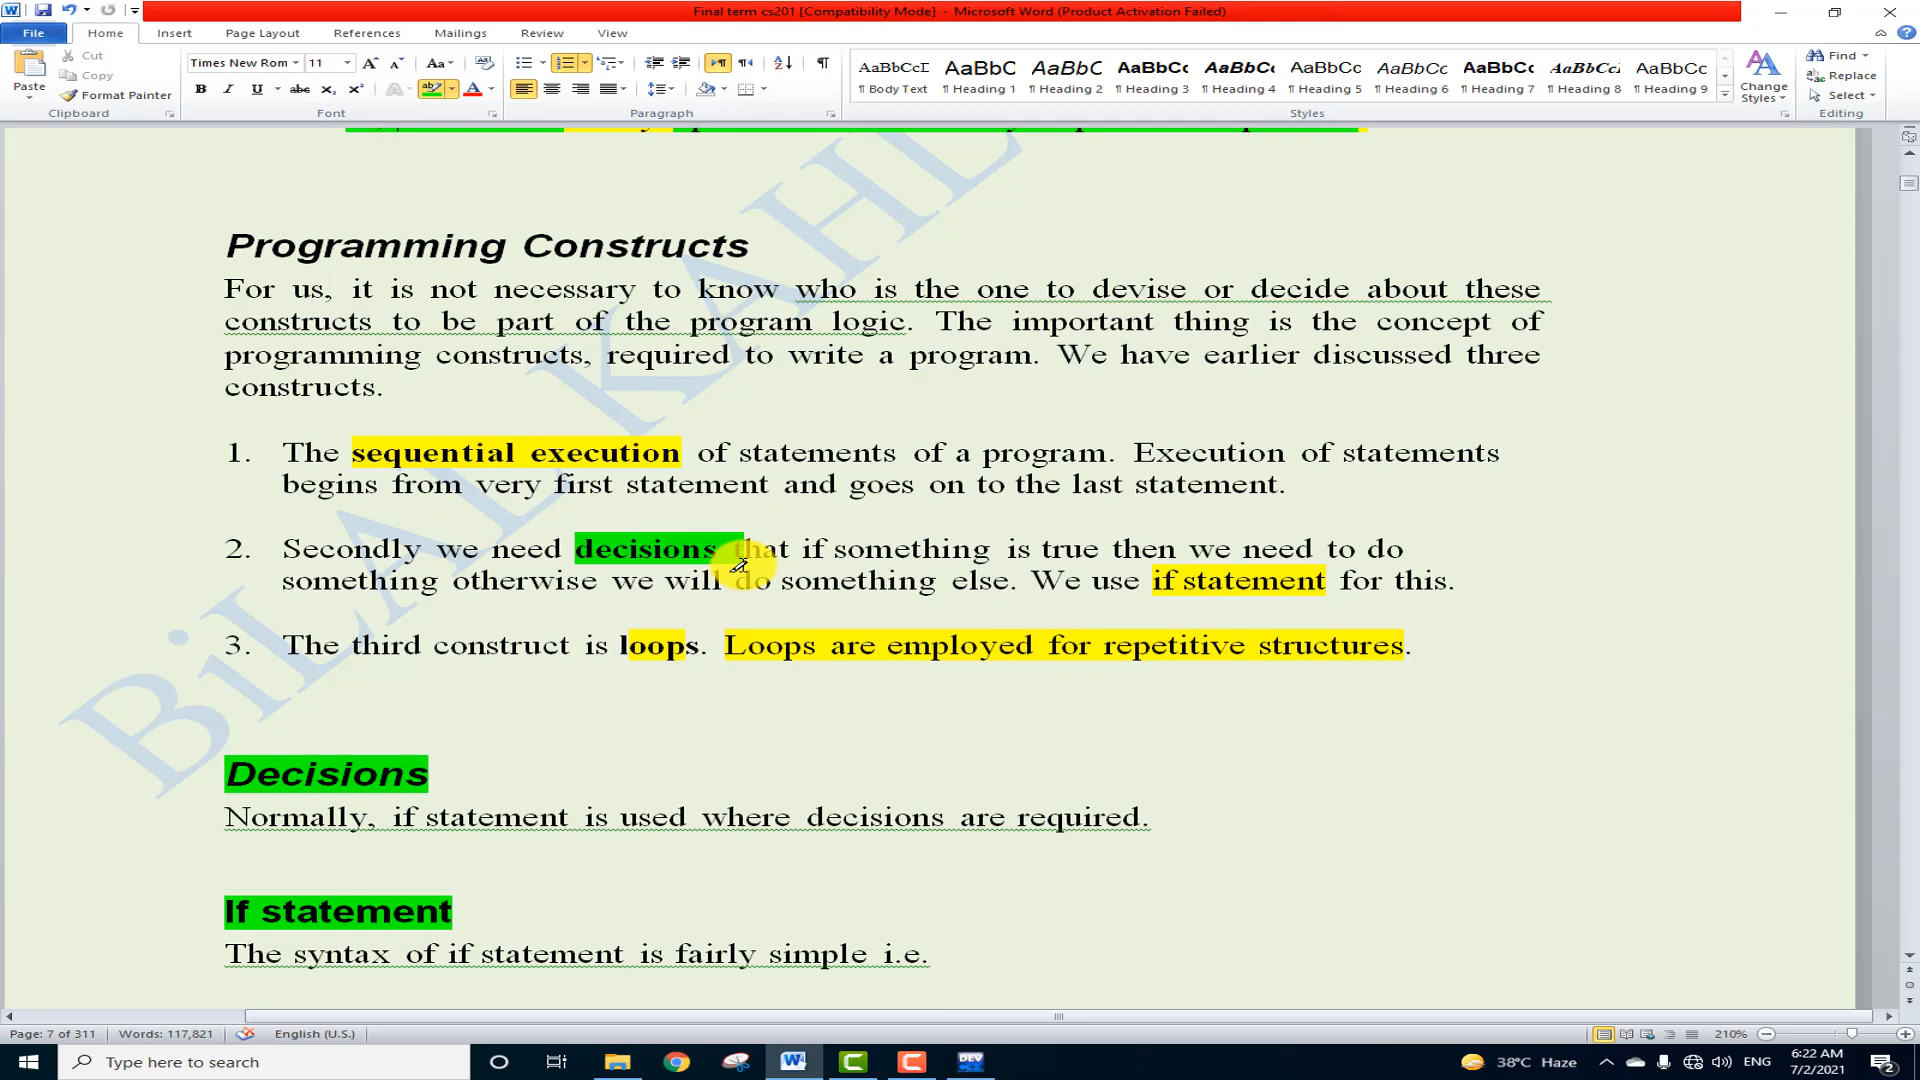 Final term cs201 [Compatibility Mode] - Microsoft Word (Product Activation Failed)
File Home Insert Page Layout References Mailings Review View
Paste
Cut
Copy
Format Painter
Times New Rom 11
AaBbCcI AaBbC AaBbCc AaBbCc AaBbCc AaBbCc AaBbCc AaBbCc AaBbCcI AaBbCc
¶ Body Text ¶ Heading 1 ¶ Heading 2 ¶ Heading 3 ¶ Heading 4 ¶ Heading 5 ¶ Heading 6 ¶ Heading 7 ¶ Heading 8 ¶ Heading 9
Change Styles
Find
Replace
Select
Clipboard Font Paragraph Styles Editing
Programming Constructs
For us, it is not necessary to know who is the one to devise or decide about these
constructs to be part of the program logic. The important thing is the concept of
programming constructs, required to write a program. We have earlier discussed three
constructs.
1. The sequential execution of statements of a program. Execution of statements
begins from very first statement and goes on to the last statement.
2. Secondly we need decisions that if something is true then we need to do
something otherwise we will do something else. We use if statement for this.
3. The third construct is loops. Loops are employed for repetitive structures.
Decisions
Normally, if statement is used where decisions are required.
If statement
The syntax of if statement is fairly simple i.e.
BiLAL KAHL
Page: 7 of 311 Words: 117,821 English (U.S.) 210%
Type here to search
DEV
38°C Haze ENG
6:22 AM
7/2/2021
2